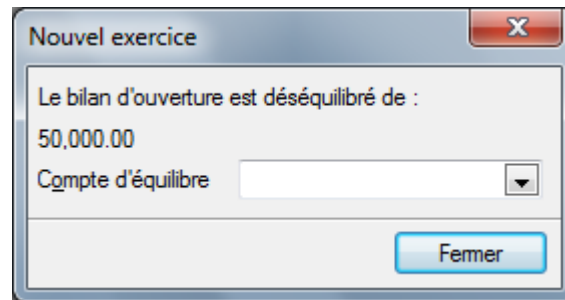 Nouvel exercice
Le bilan d'ouverture est déséquilibré de :
50,000.00
Compte d'équilibre
Fermer